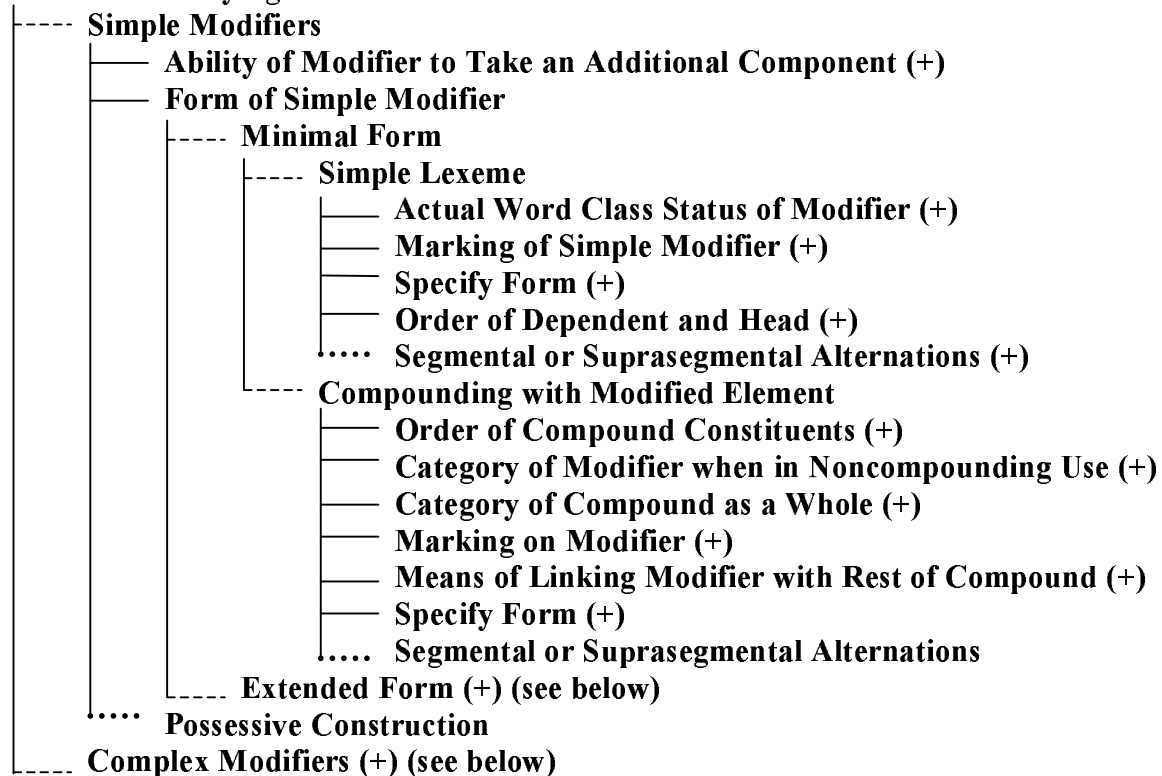 Simple Modifiers
Ability of Modifier to Take an Additional Component (+)
Form of Simple Modifier
Minimal Form
Simple Lexeme
Actual Word Class Status of Modifier (+)
Marking of Simple Modifier (+)
Specify Form (+)
Order of Dependent and Head (+)
Segmental or Suprasegmental Alternations (+)
Compounding with Modified Element
Order of Compound Constituents (+)
Category of Modifier when in Noncompounding Use (+)
Category of Compound as a Whole (+)
Marking on Modifier (+)
Means of Linking Modifier with Rest of Compound (+)
Specify Form (+)
Segmental or Suprasegmental Alternations
Extended Form (+) (see below)
Possessive Construction
Complex Modifiers (+) (see below)